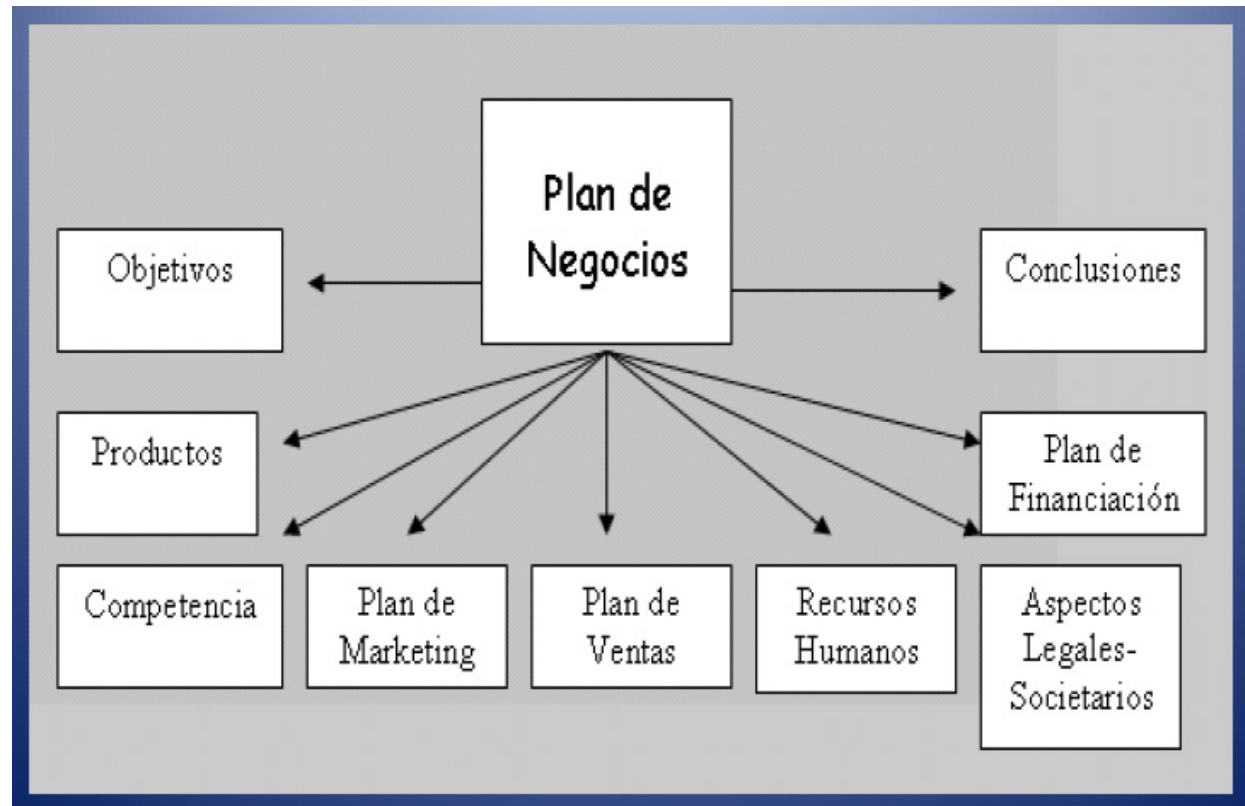 Plan de
Negocios
Objetivos
Conclusiones
Productos
Plan de
Financiación
Competencia
Plan de
Marketing
Plan de
Ventas
Recursos
Humanos
Aspectos
Legales-
Societarios